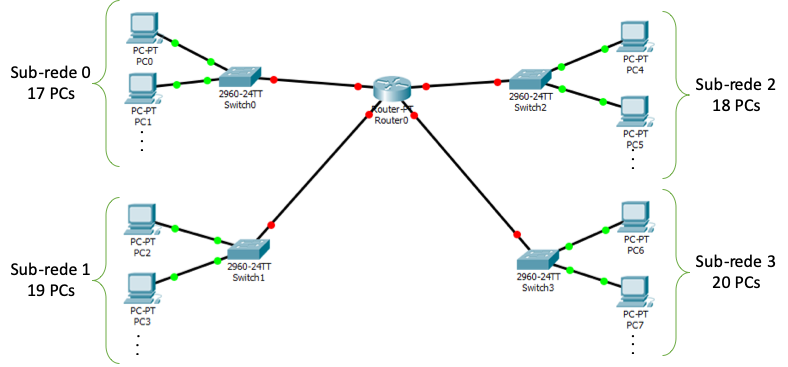 Sub-rede 0
17 PCs
PC-PT
PC0
PC-PT
PC1
2960-24TT
Switch0
Router-PT
Router0
2960-24TT
Switch2
PC-PT
PC4
PC-PT
PC5
Sub-rede 2
18 PCs
Sub-rede 1
19 PCs
PC-PT
PC2
PC-PT
PC3
2960-24TT
Switch1
2960-24TT
Switch3
PC-PT
PC6
PC-PT
PC7
Sub-rede 3
20 PCs